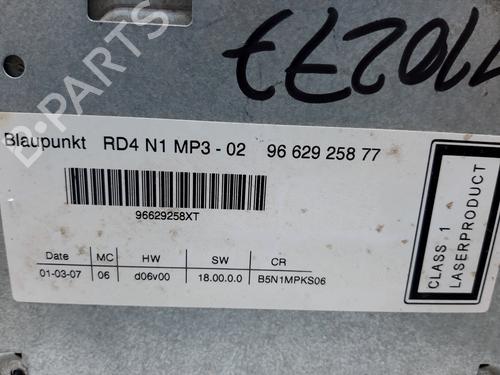 B-PARTS
11027
Blaupunkt RD4 N1 MP3 - 02 96 629 258 77
96629258XT
Date MC HW SW CR
01-03-07 06 d06v00 18.00.0.0 B5N1MPKS06
CLASS 1
LASERPRODUCT